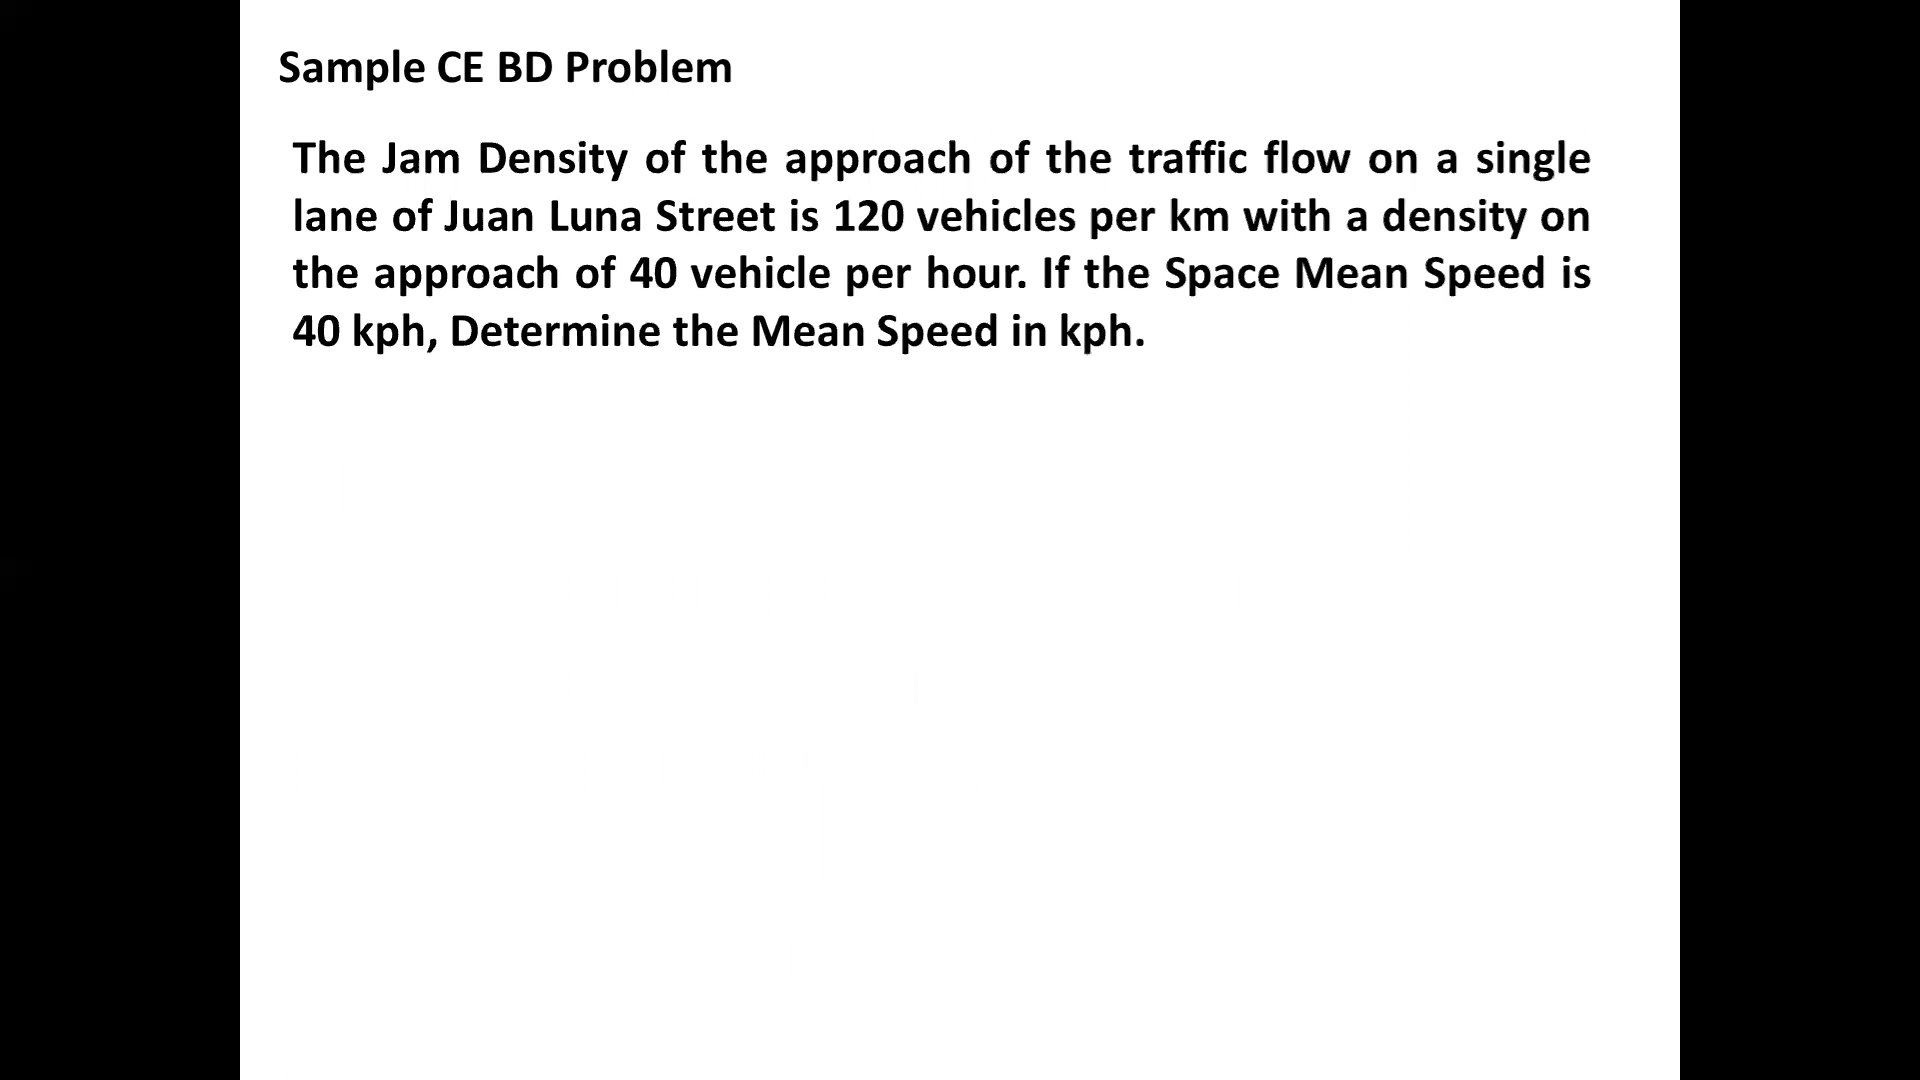 Sample CE BD Problem
The Jam Density of the approach of the traffic flow on a single
lane of Juan Luna Street is 120 vehicles per km with a density on
the approach of 40 vehicle per hour. If the Space Mean Speed is
40 kph, Determine the Mean Speed in kph.